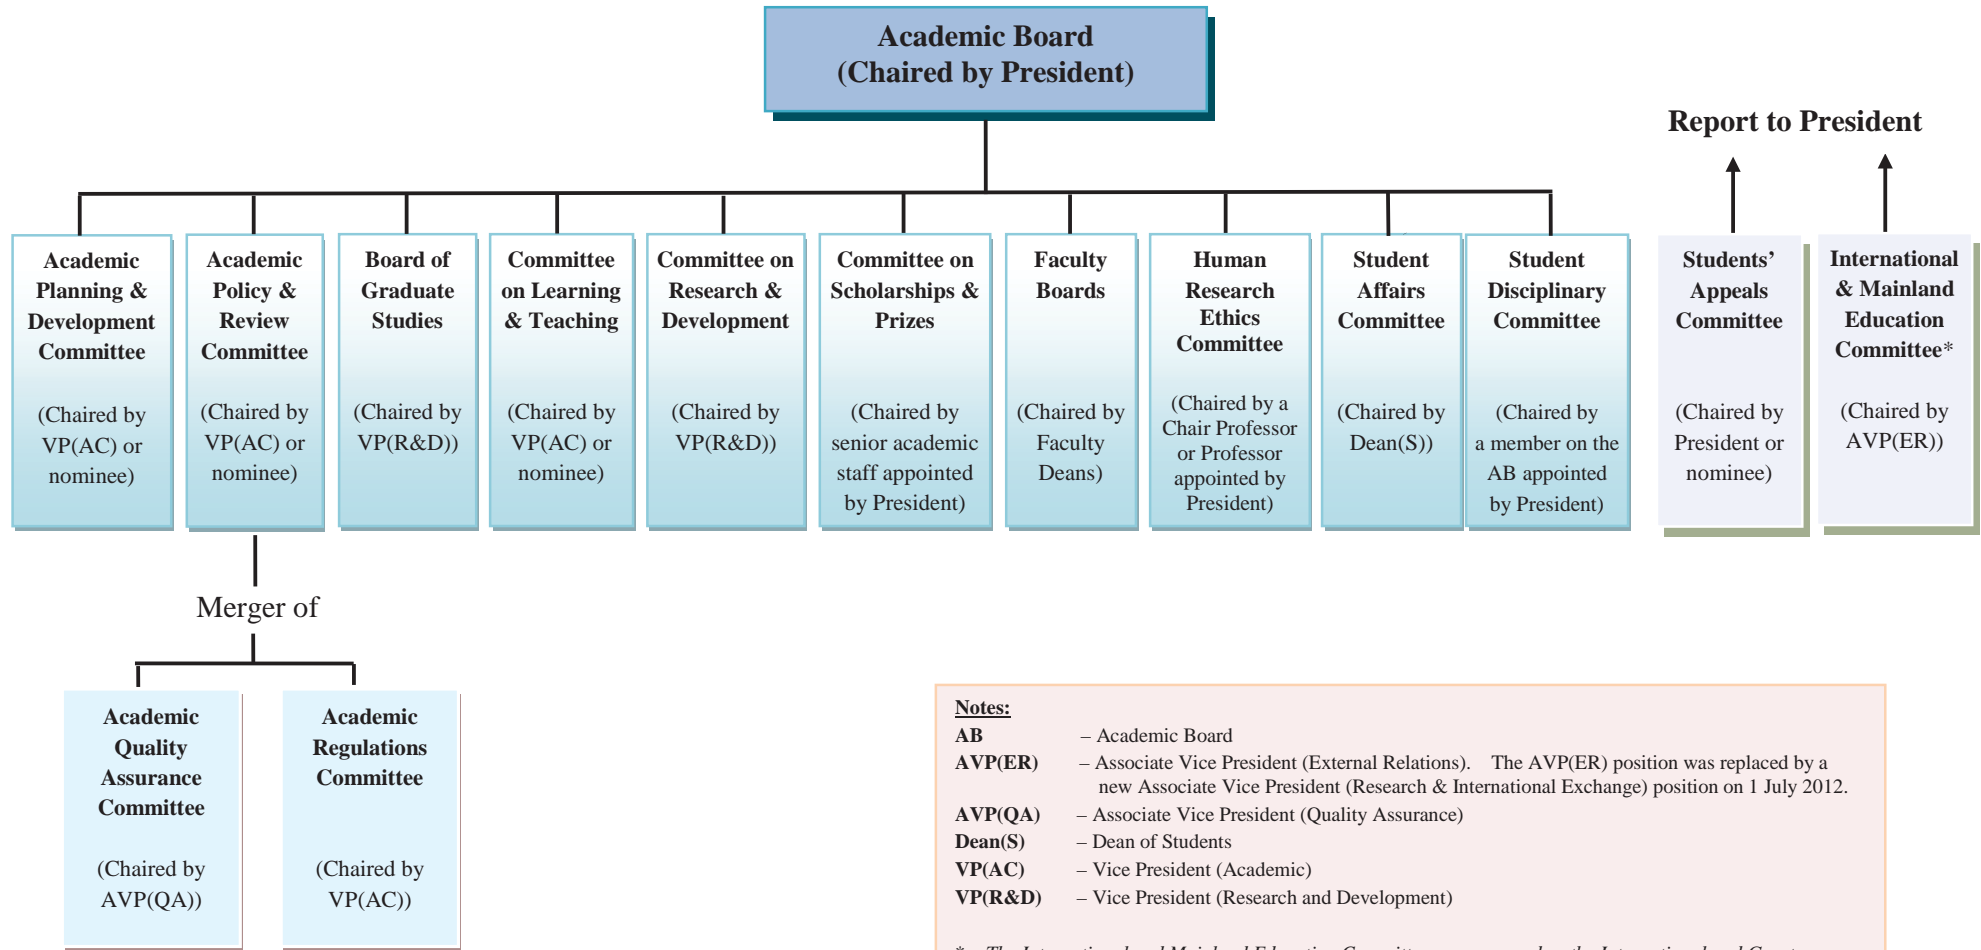 Academic Board
(Chaired by President)
Report to President
Academic
Planning &
Development
Committee
(Chaired by
VP(AC) or
nominee)
Academic
Policy &
Review
Committee
(Chaired by
VP(AC) or
nominee)
Board of
Graduate
Studies
(Chaired by
VP(R&D))
Committee
on Learning
& Teaching
(Chaired by
VP(AC) or
nominee)
Committee on
Research &
Development
(Chaired by
VP(R&D))
Committee on
Scholarships &
Prizes
(Chaired by
senior academic
staff appointed
by President)
Faculty
Boards
(Chaired by
Faculty
Deans)
Human
Research
Ethics
Committee
(Chaired by a
Chair Professor
or Professor
appointed by
President)
Student
Affairs
Committee
(Chaired by
Dean(S))
Student
Disciplinary
Committee
(Chaired by
a member on the
AB appointed
by President)
Students’
Appeals
Committee
(Chaired by
President or
nominee)
International
& Mainland
Education
Committee*
(Chaired by
AVP(ER))
Merger of
Academic
Quality
Assurance
Committee
(Chaired by
AVP(QA))
Academic
Regulations
Committee
(Chaired by
VP(AC))
Notes:
AB – Academic Board
AVP(ER) – Associate Vice President (External Relations). The AVP(ER) position was replaced by a
new Associate Vice President (Research & International Exchange) position on 1 July 2012.
AVP(QA) – Associate Vice President (Quality Assurance)
Dean(S) – Dean of Students
VP(AC) – Vice President (Academic)
VP(R&D) – Vice President (Research and Development)
* The International and Mainland Education Committee the International and